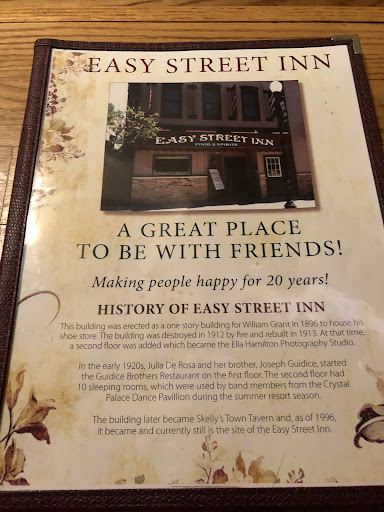 EASY STREET INN
EASY STREET INN
FOOD & SPIRITS
A GREAT PLACE
TO BE WITH FRIENDS!
Making people happy for 20 years!
HISTORY OF EASY STREET INN
This building was erected as a one story building for William Grant in 1896 to house his
shoe store. The building was destroyed in 1912 by fire and rebuilt in 1913. At that time,
a second floor was added which became the Ella Hamilton Photography Studio.
In the early 1920s, Julia De Rosa and her brother, Joseph Guidice, started
the Guidice Brothers Restaurant on the first floor. The second floor had
10 sleeping rooms, which were used by band members from the Crystal
Palace Dance Pavillion during the summer resort season.
The building later became Skelly's Town Tavern and, as of 1996,
it became and currently still is the site of the Easy Street Inn.